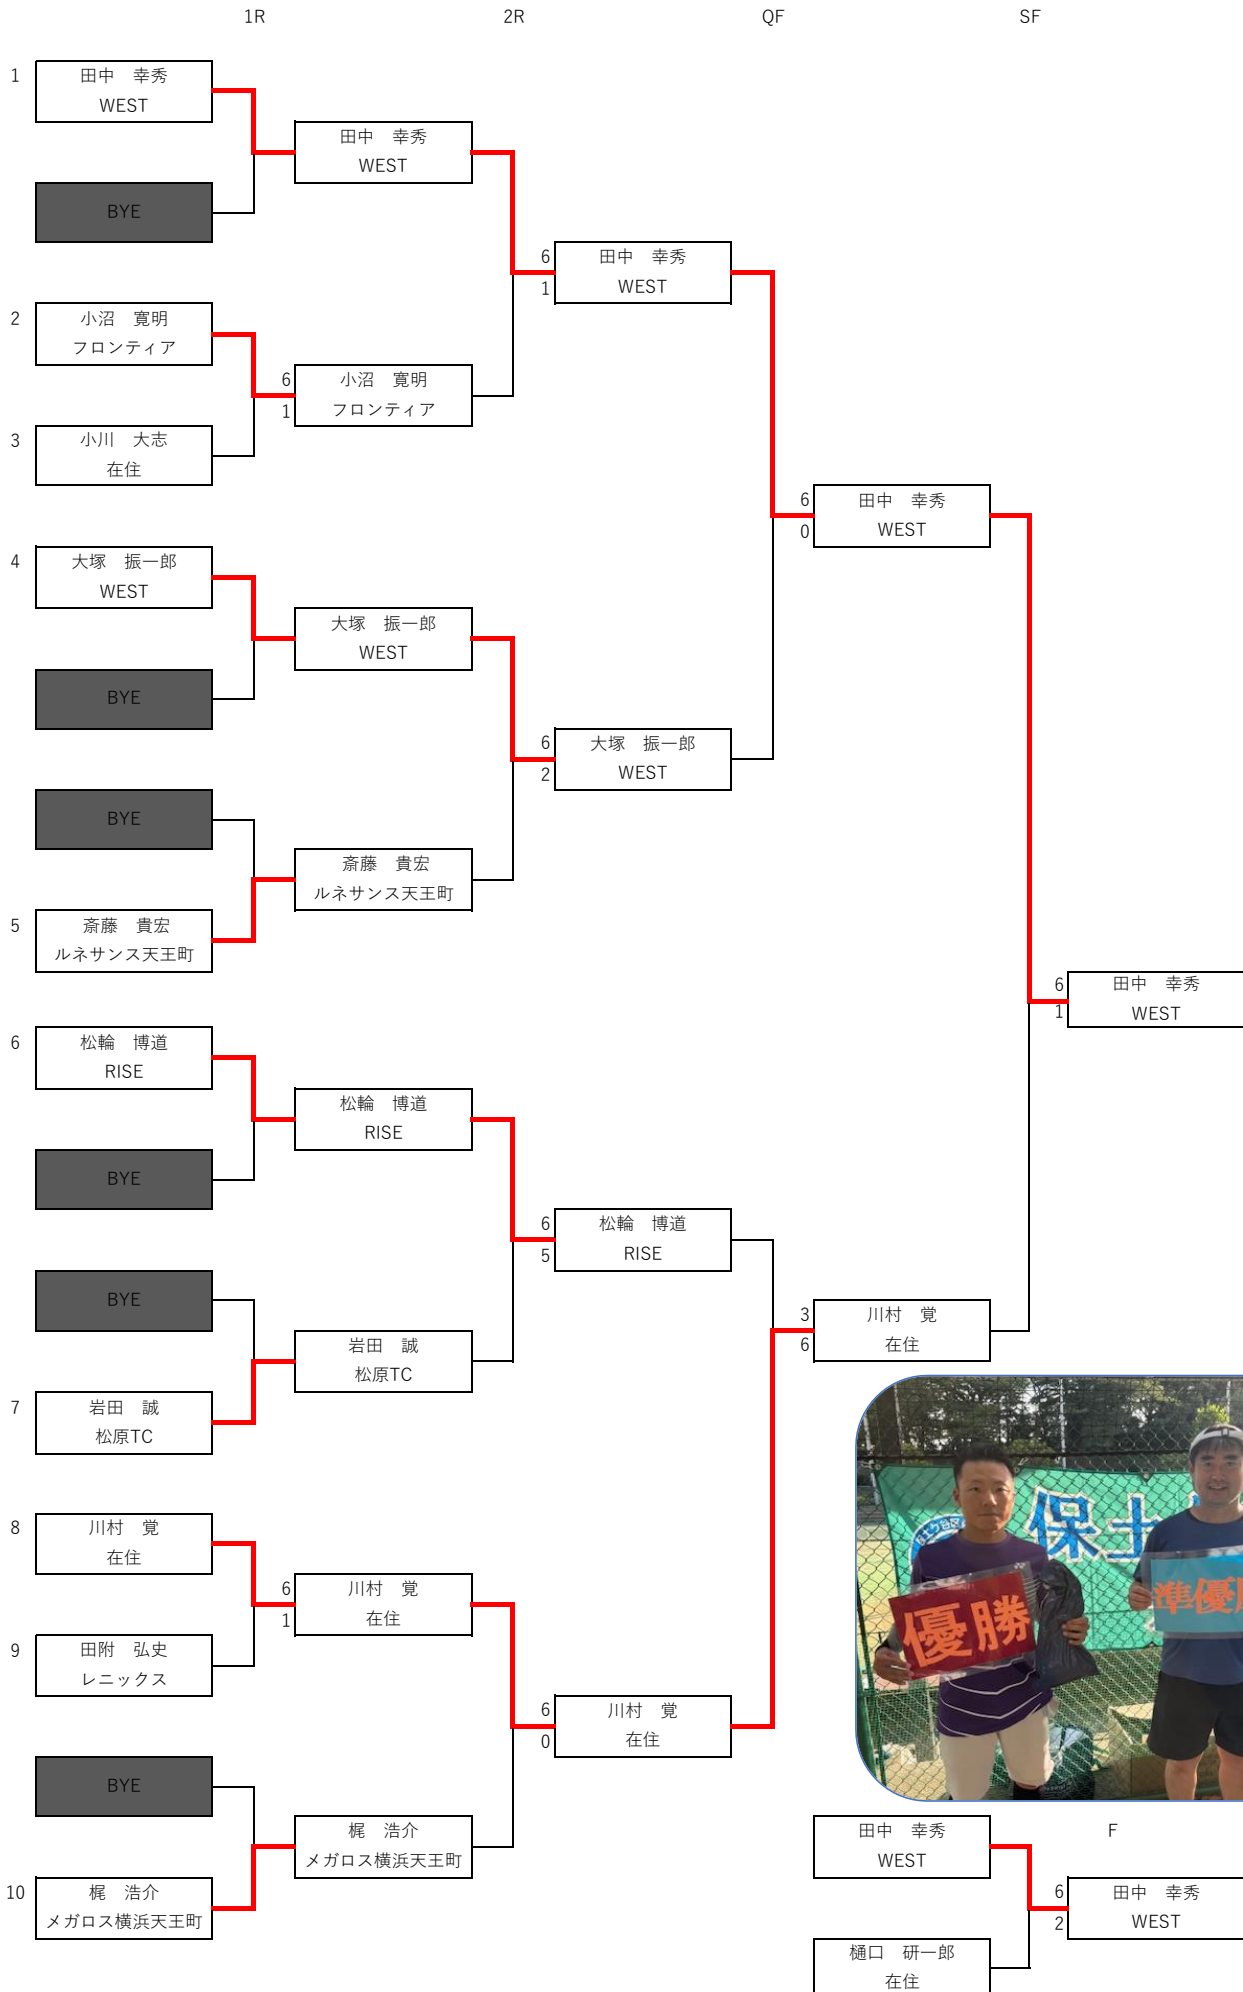 1R 2R QF SF
1
田中　幸秀
WEST
BYE
田中　幸秀
WEST
2
小沼　寛明
フロンティア
3
小川　大志
在住
6
1
小沼　寛明
フロンティア
6
1
田中　幸秀
WEST
4
大塚　振一郎
WEST
BYE
大塚　振一郎
WEST
BYE
5
斎藤　貴宏
ルネサンス天王町
斎藤　貴宏
ルネサンス天王町
6
2
大塚　振一郎
WEST
6
0
田中　幸秀
WEST
6
松輪　博道
RISE
BYE
松輪　博道
RISE
BYE
7
岩田　誠
松原TC
岩田　誠
松原TC
6
5
松輪　博道
RISE
8
川村　覚
在住
9
田附　弘史
レニックス
6
1
川村　覚
在住
BYE
10
梶　浩介
メガロス横浜天王町
梶　浩介
メガロス横浜天王町
6
0
川村　覚
在住
3
6
川村　覚
在住
6
1
田中　幸秀
WEST
保土
優勝
準優
田中　幸秀
WEST
樋口　研一郎
在住
F
6
2
田中　幸秀
WEST